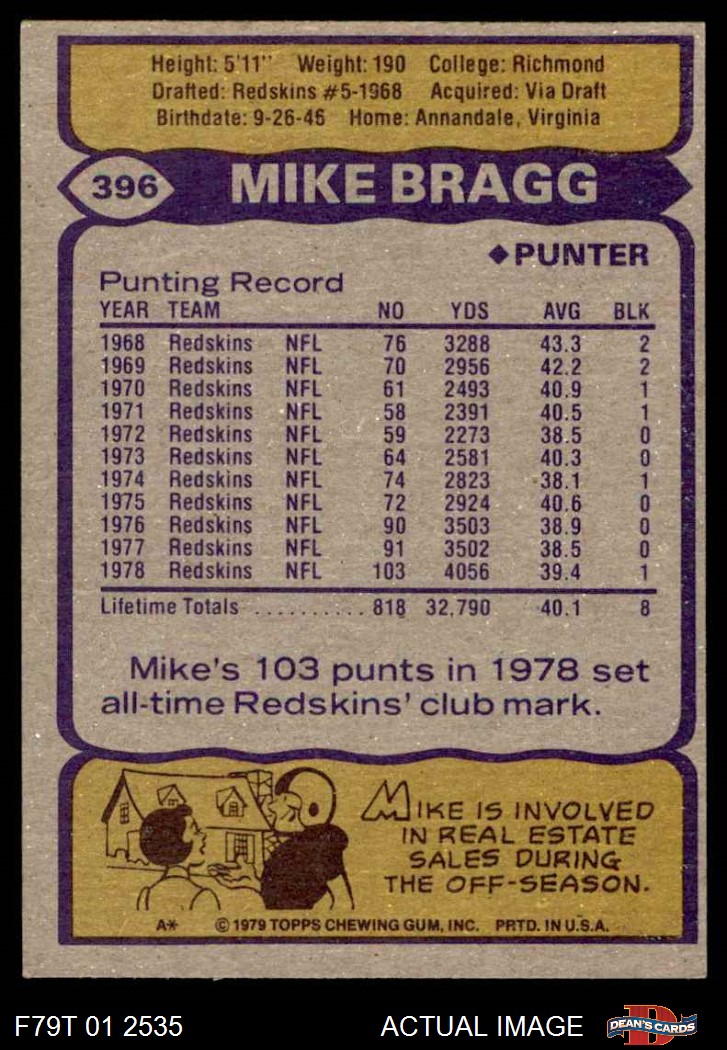 Height: 5'11" Weight: 190 College: Richmond
Drafted: Redskins #5-1968 Acquired: Via Draft
Birthdate: 9-26-46 Home: Annandale, Virginia
396 MIKE BRAGG
◆PUNTER
Punting Record
YEAR TEAM NO YDS AVG BLK
1968 Redskins NFL 76 3288 43.3 2
1969 Redskins NFL 70 2956 42.2 2
1970 Redskins NFL 61 2493 40.9 1
1971 Redskins NFL 58 2391 40.5 1
1972 Redskins NFL 59 2273 38.5 0
1973 Redskins NFL 64 2581 40.3 0
1974 Redskins NFL 74 2823 38.1 1
1975 Redskins NFL 72 2924 40.6 0
1976 Redskins NFL 90 3503 38.9 0
1977 Redskins NFL 91 3502 38.5 0
1978 Redskins NFL 103 4056 39.4 1
Lifetime Totals .......... 818 32,790 40.1 8
Mike's 103 punts in 1978 set
all-time Redskins' club mark.
MIKE IS INVOLVED
IN REAL ESTATE
SALES DURING
THE OFF-SEASON.
A* © 1979 TOPPS CHEWING GUM, INC. PRTD. IN U.S.A.
F79T 01 2535 ACTUAL IMAGE D DEAN'S CARDS